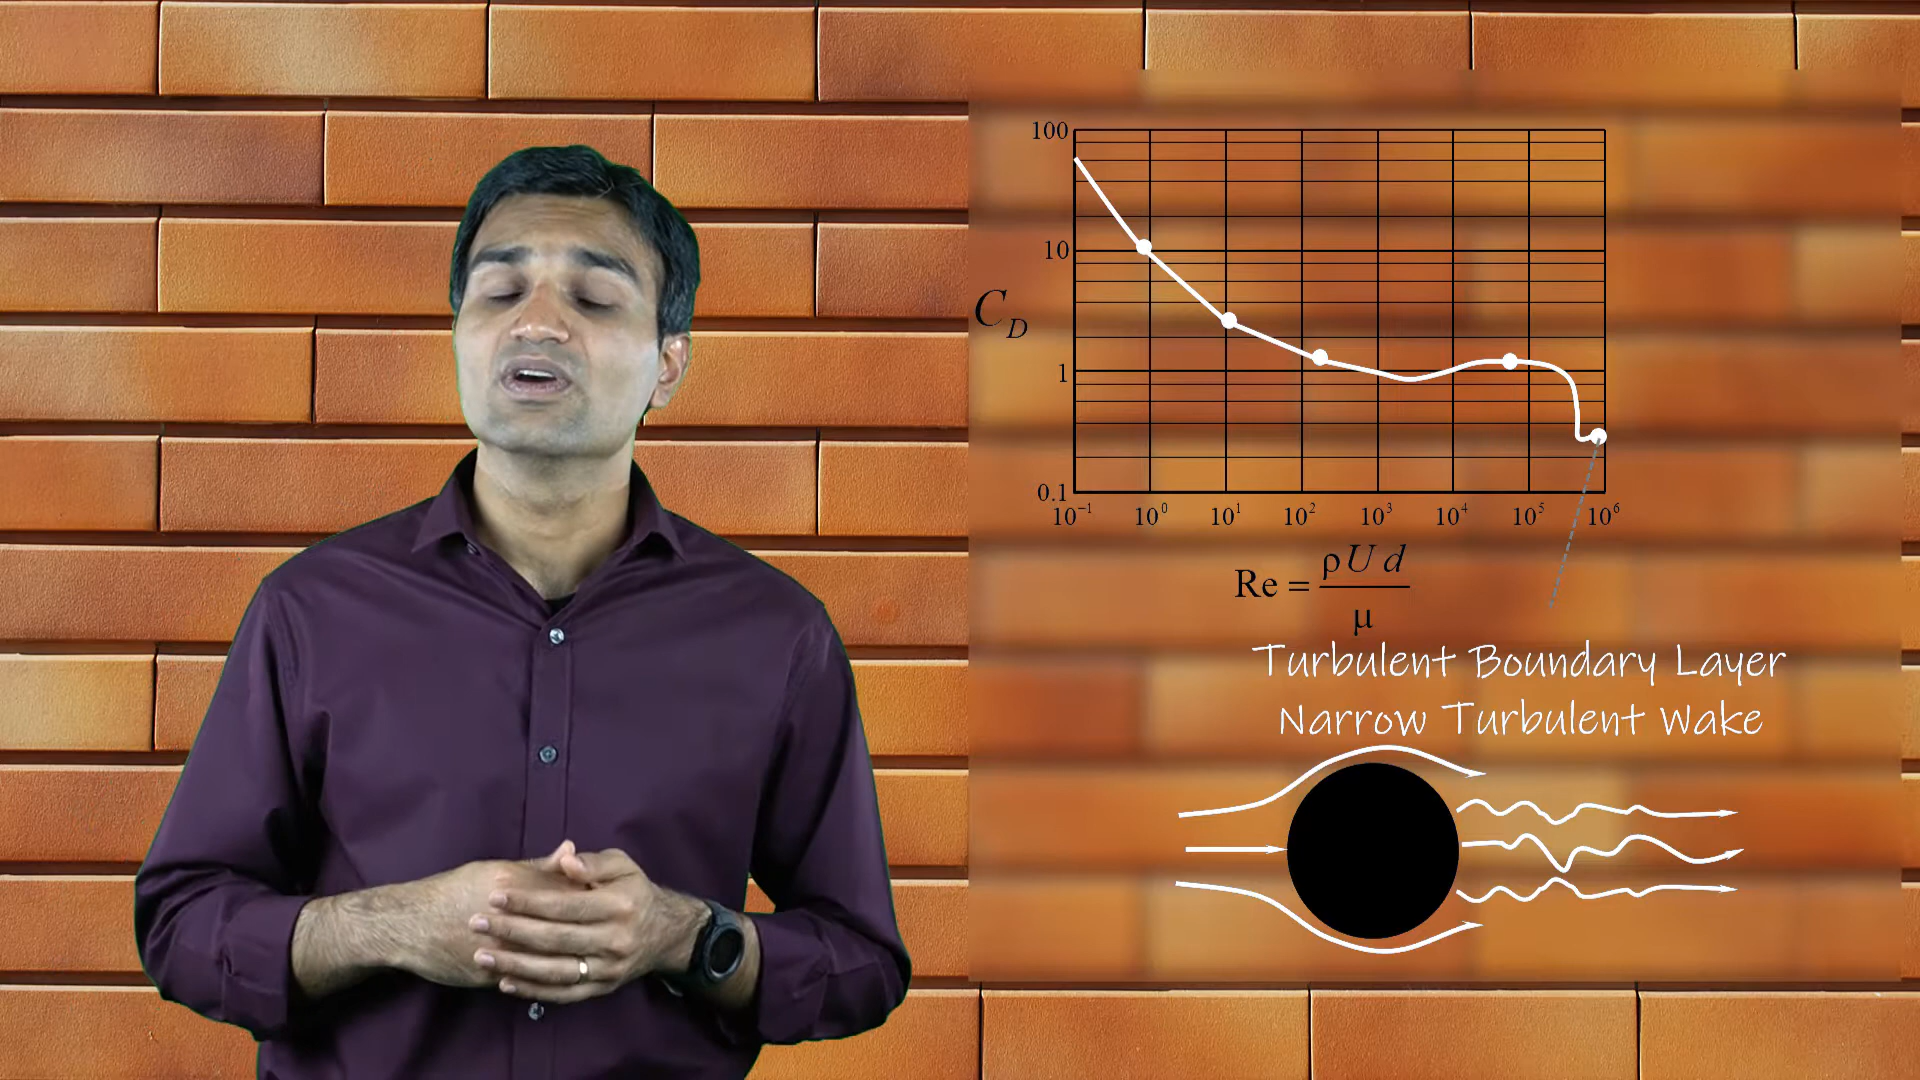 100
10
C_D
1
0.1
10⁻¹ 10⁰ 10¹ 10² 10³ 10⁴ 10⁵ 10⁶
Re = ρ U d / μ
Turbulent Boundary Layer
Narrow Turbulent Wake